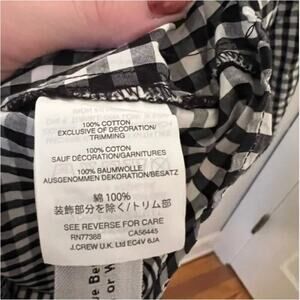 100% COTTON
EXCLUSIVE OF DECORATION/
TRIMMING
100% COTON
SAUF DÉCORATION/GARNITURES
100% BAUMWOLLE
AUSGENOMMEN DEKORATION/BESATZ
綿 100%
装飾部分を除く/トリム部
SEE REVERSE FOR CARE
RN77388 CA56445
J.CREW U.K. Ltd EC4V 6JA